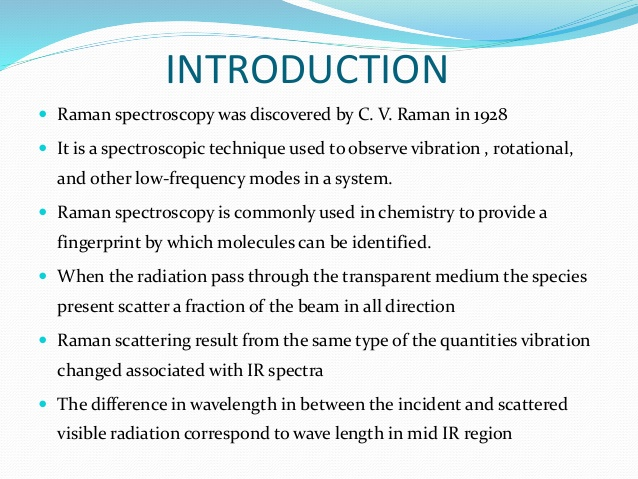 INTRODUCTION
• Raman spectroscopy was discovered by C. V. Raman in 1928
• It is a spectroscopic technique used to observe vibration , rotational,
and other low-frequency modes in a system.
• Raman spectroscopy is commonly used in chemistry to provide a
fingerprint by which molecules can be identified.
• When the radiation pass through the transparent medium the species
present scatter a fraction of the beam in all direction
• Raman scattering result from the same type of the quantities vibration
changed associated with IR spectra
• The difference in wavelength in between the incident and scattered
visible radiation correspond to wave length in mid IR region